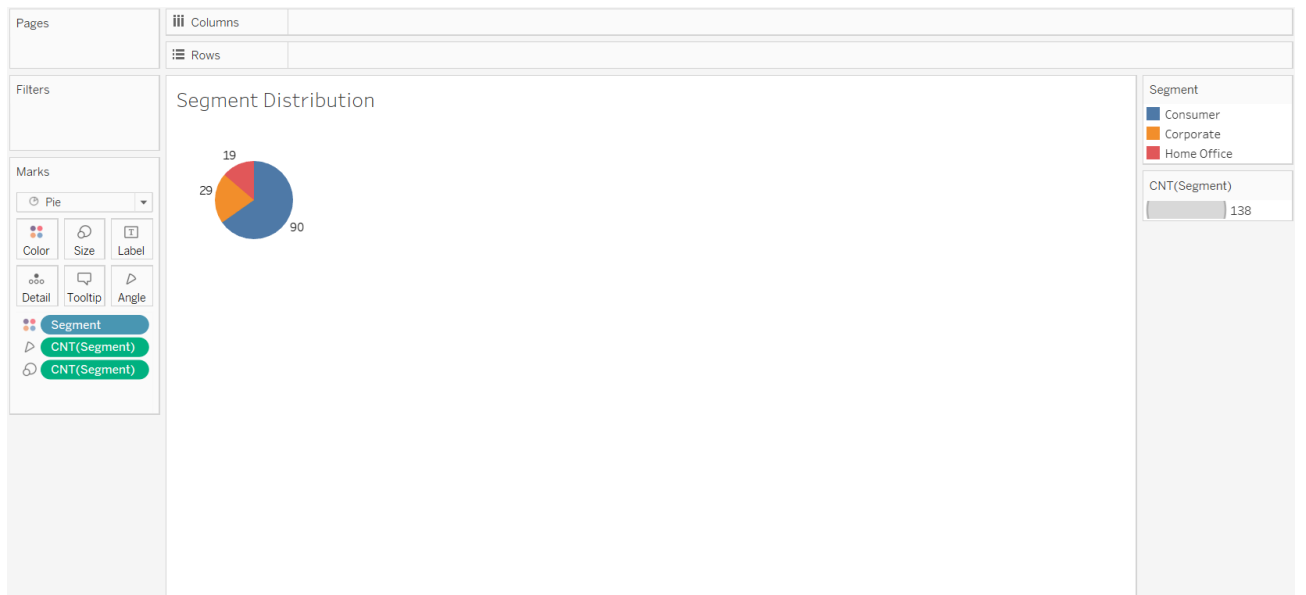 Pages
Columns
Rows
Filters
Marks
Pie
Color
Size
Label
Detail
Tooltip
Angle
Segment
CNT(Segment)
CNT(Segment)
Segment Distribution
19
29
90
Segment
Consumer
Corporate
Home Office
CNT(Segment)
138